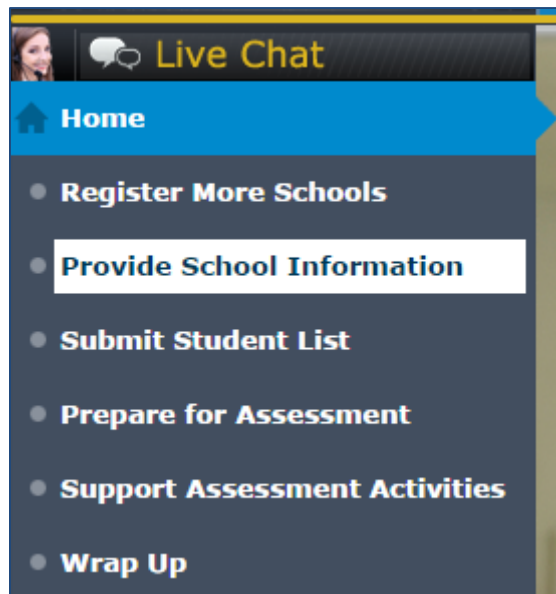 Live Chat
Home
Register More Schools
Provide School Information
Submit Student List
Prepare for Assessment
Support Assessment Activities
Wrap Up